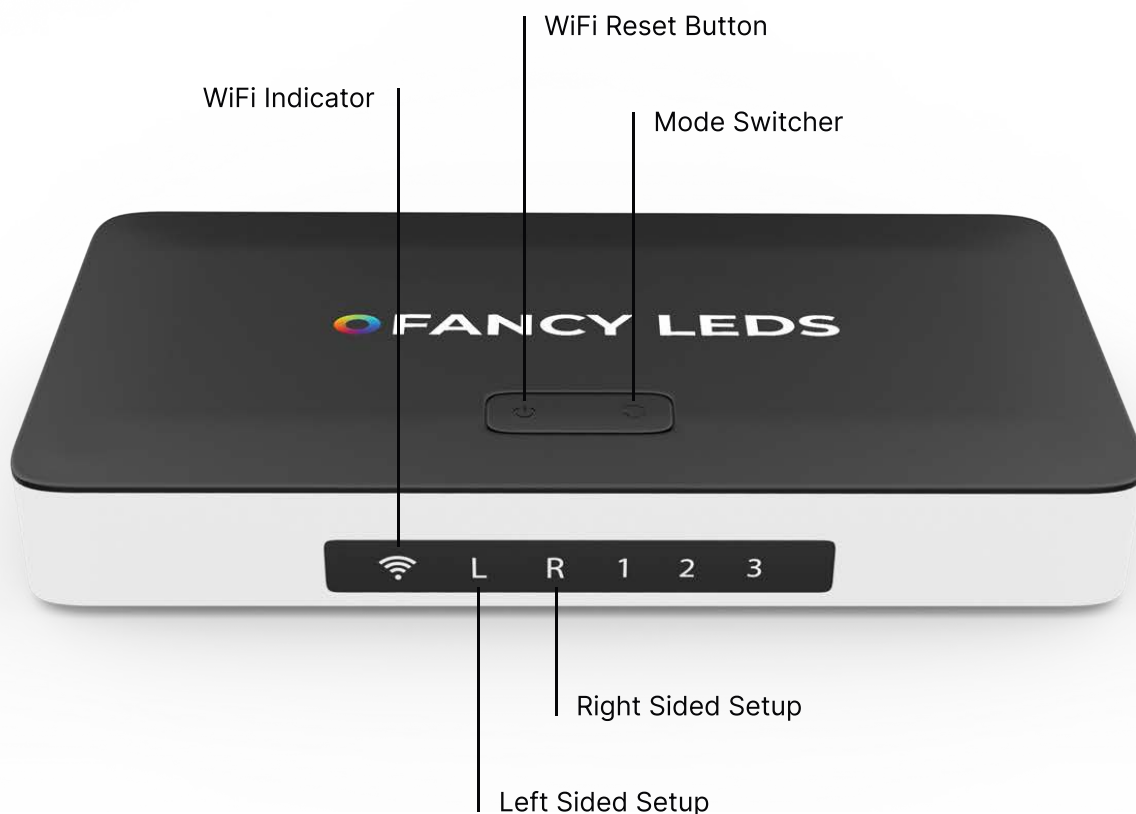 WiFi Reset Button
WiFi Indicator
Mode Switcher
FANCY LEDS
L R 1 2 3
Right Sided Setup
Left Sided Setup